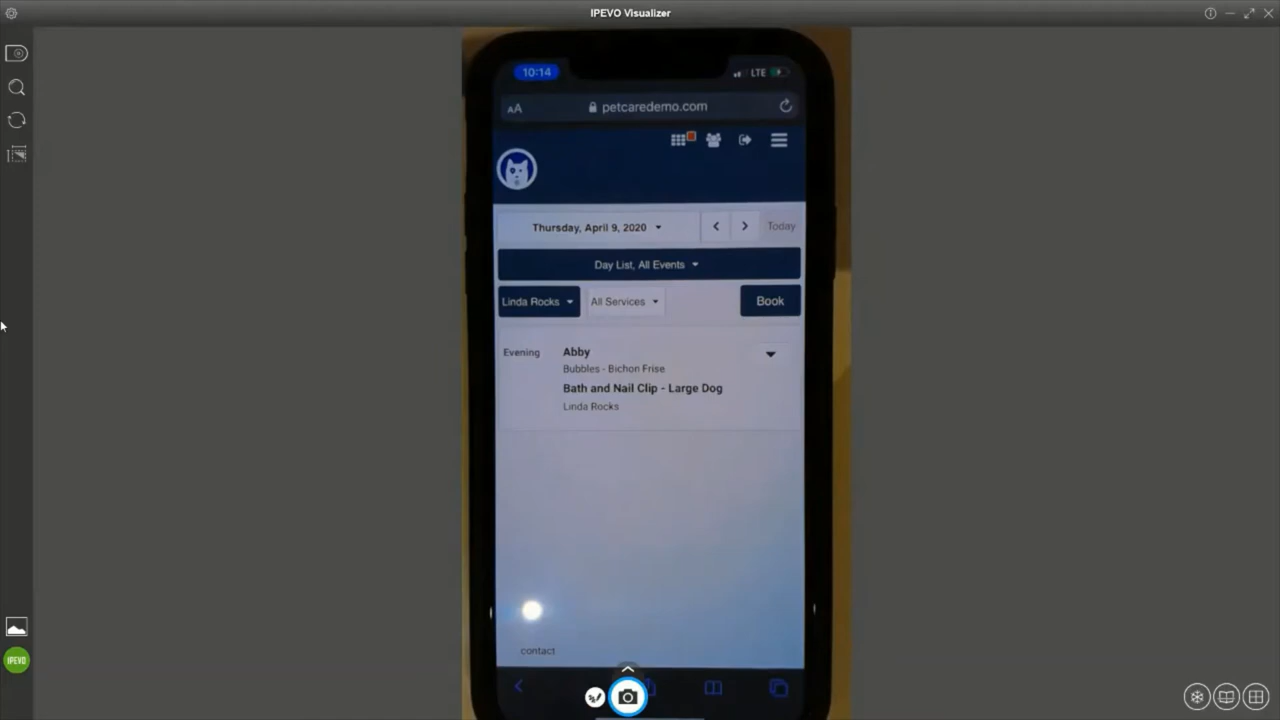 IPEVO Visualizer
10:14
LTE
AA
petcaredemo.com
Thursday, April 9, 2020
Today
Day List, All Events
Linda Rocks
All Services
Book
Evening
Abby
Bubbles - Bichon Frise
Bath and Nail Clip - Large Dog
Linda Rocks
contact
IPEVO